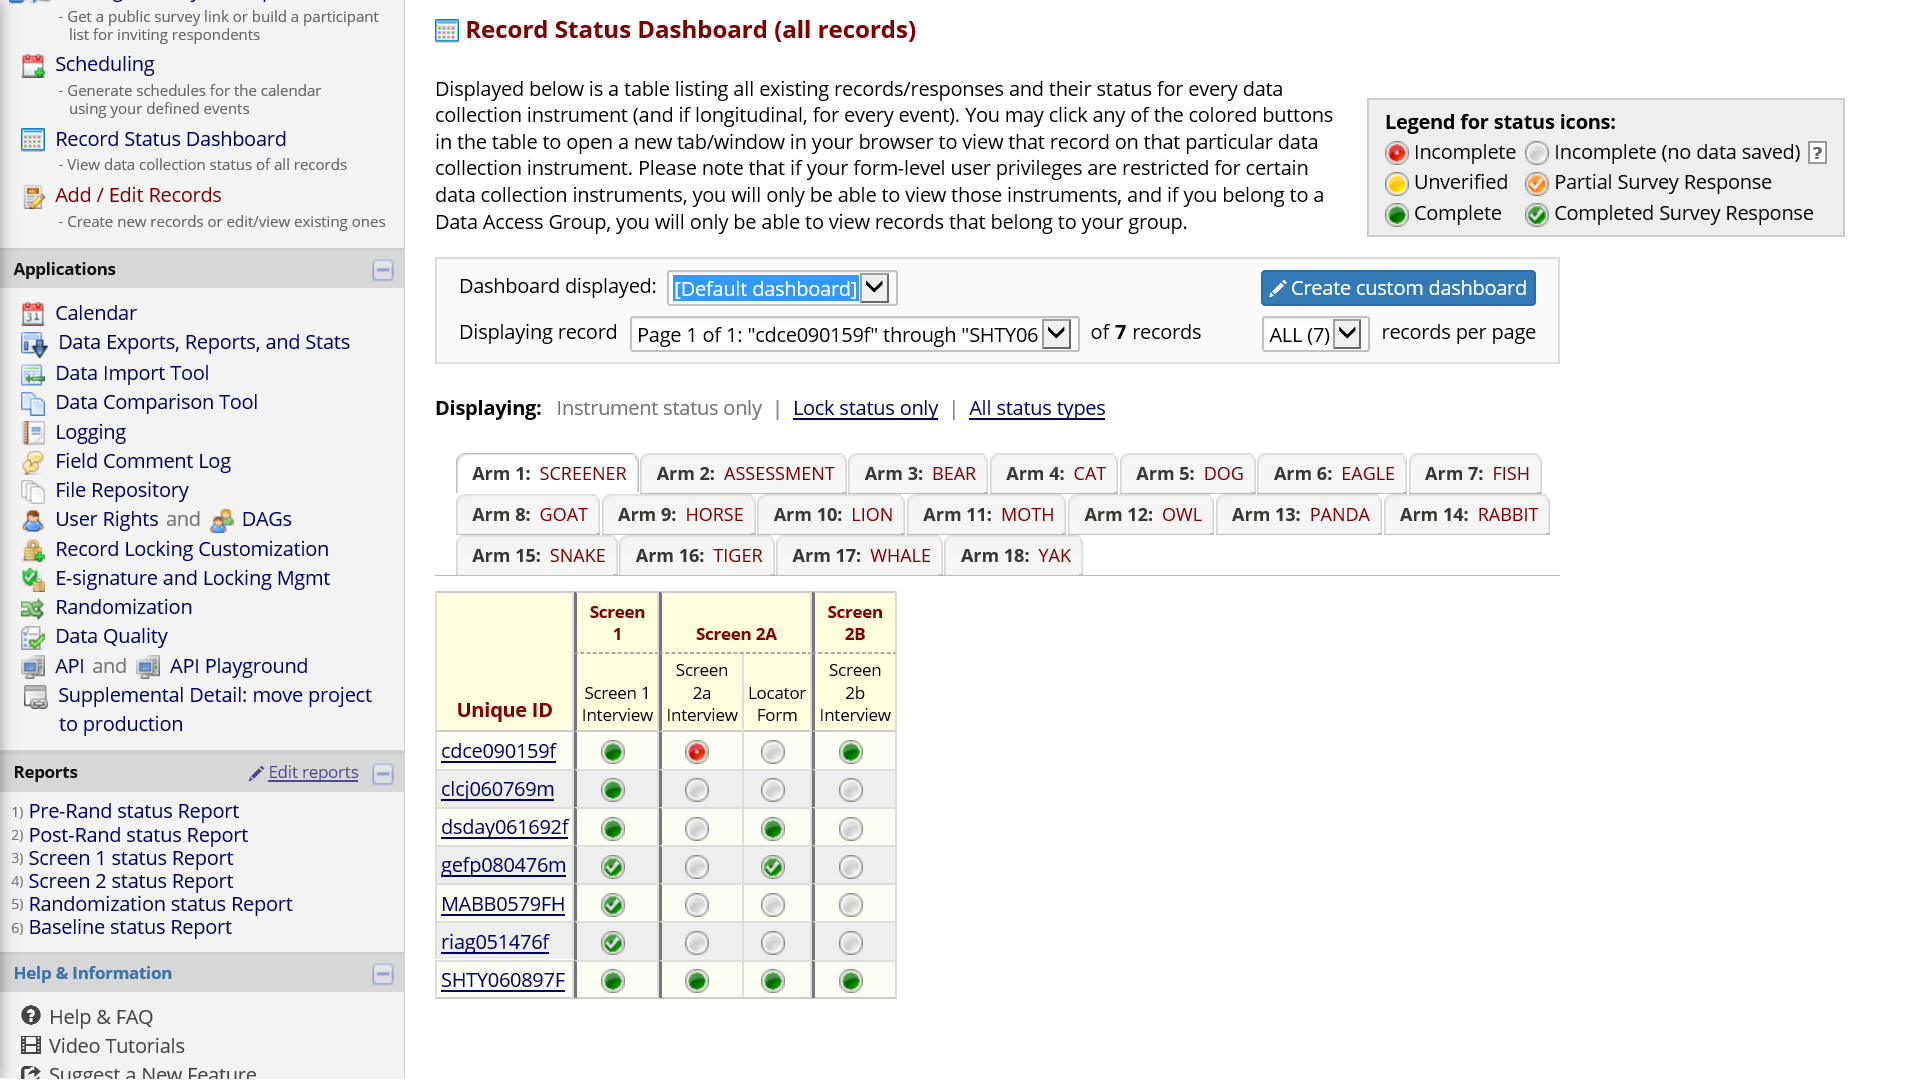 - Get a public survey link or build a participant
list for inviting respondents
Scheduling
- Generate schedules for the calendar
using your defined events
Record Status Dashboard
- View data collection status of all records
Add / Edit Records
- Create new records or edit/view existing ones
Applications
31 Calendar
Data Exports, Reports, and Stats
Data Import Tool
Data Comparison Tool
Logging
Field Comment Log
File Repository
User Rights and DAGs
Record Locking Customization
E-signature and Locking Mgmt
Randomization
Data Quality
API and API Playground
Supplemental Detail: move project
to production
Reports Edit reports
1) Pre-Rand status Report
2) Post-Rand status Report
3) Screen 1 status Report
4) Screen 2 status Report
5) Randomization status Report
6) Baseline status Report
Help & Information
Help & FAQ
Video Tutorials
Suggest a New Feature
Record Status Dashboard (all records)
Displayed below is a table listing all existing records/responses and their status for every data
collection instrument (and if longitudinal, for every event). You may click any of the colored buttons
in the table to open a new tab/window in your browser to view that record on that particular data
collection instrument. Please note that if your form-level user privileges are restricted for certain
data collection instruments, you will only be able to view those instruments, and if you belong to a
Data Access Group, you will only be able to view records that belong to your group.
Legend for status icons:
Incomplete Incomplete (no data saved) ?
Unverified Partial Survey Response
Complete Completed Survey Response
Dashboard displayed: [Default dashboard] Create custom dashboard
Displaying record Page 1 of 1: "cdce090159f" through "SHTY06 of 7 records ALL (7) records per page
Displaying: Instrument status only | Lock status only | All status types
Arm 1: SCREENER Arm 2: ASSESSMENT Arm 3: BEAR Arm 4: CAT Arm 5: DOG Arm 6: EAGLE Arm 7: FISH
Arm 8: GOAT Arm 9: HORSE Arm 10: LION Arm 11: MOTH Arm 12: OWL Arm 13: PANDA Arm 14: RABBIT
Arm 15: SNAKE Arm 16: TIGER Arm 17: WHALE Arm 18: YAK
Unique ID
Screen
1
Screen 2A
Screen
2B
Screen 1
Interview
Screen
2a
Interview
Locator
Form
Screen
2b
Interview
cdce090159f
clcj060769m
dsday061692f
gefp080476m
MABB0579FH
riag051476f
SHTY060897F